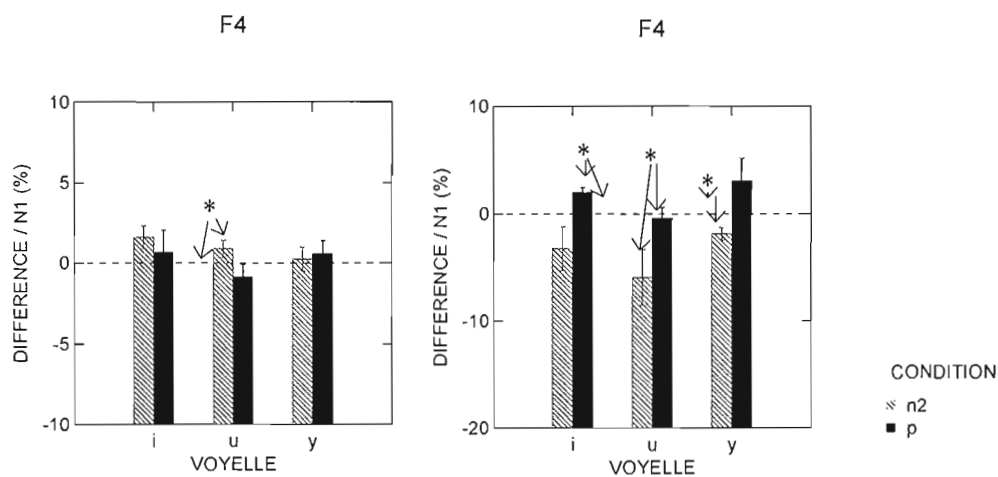 F4
DIFFERENCE / N1 (%)
10
5
0
-5
-10
*
i u y
VOYELLE
F4
DIFFERENCE / N1 (%)
10
0
-10
-20
* * *
i u y
VOYELLE
CONDITION
n2
p